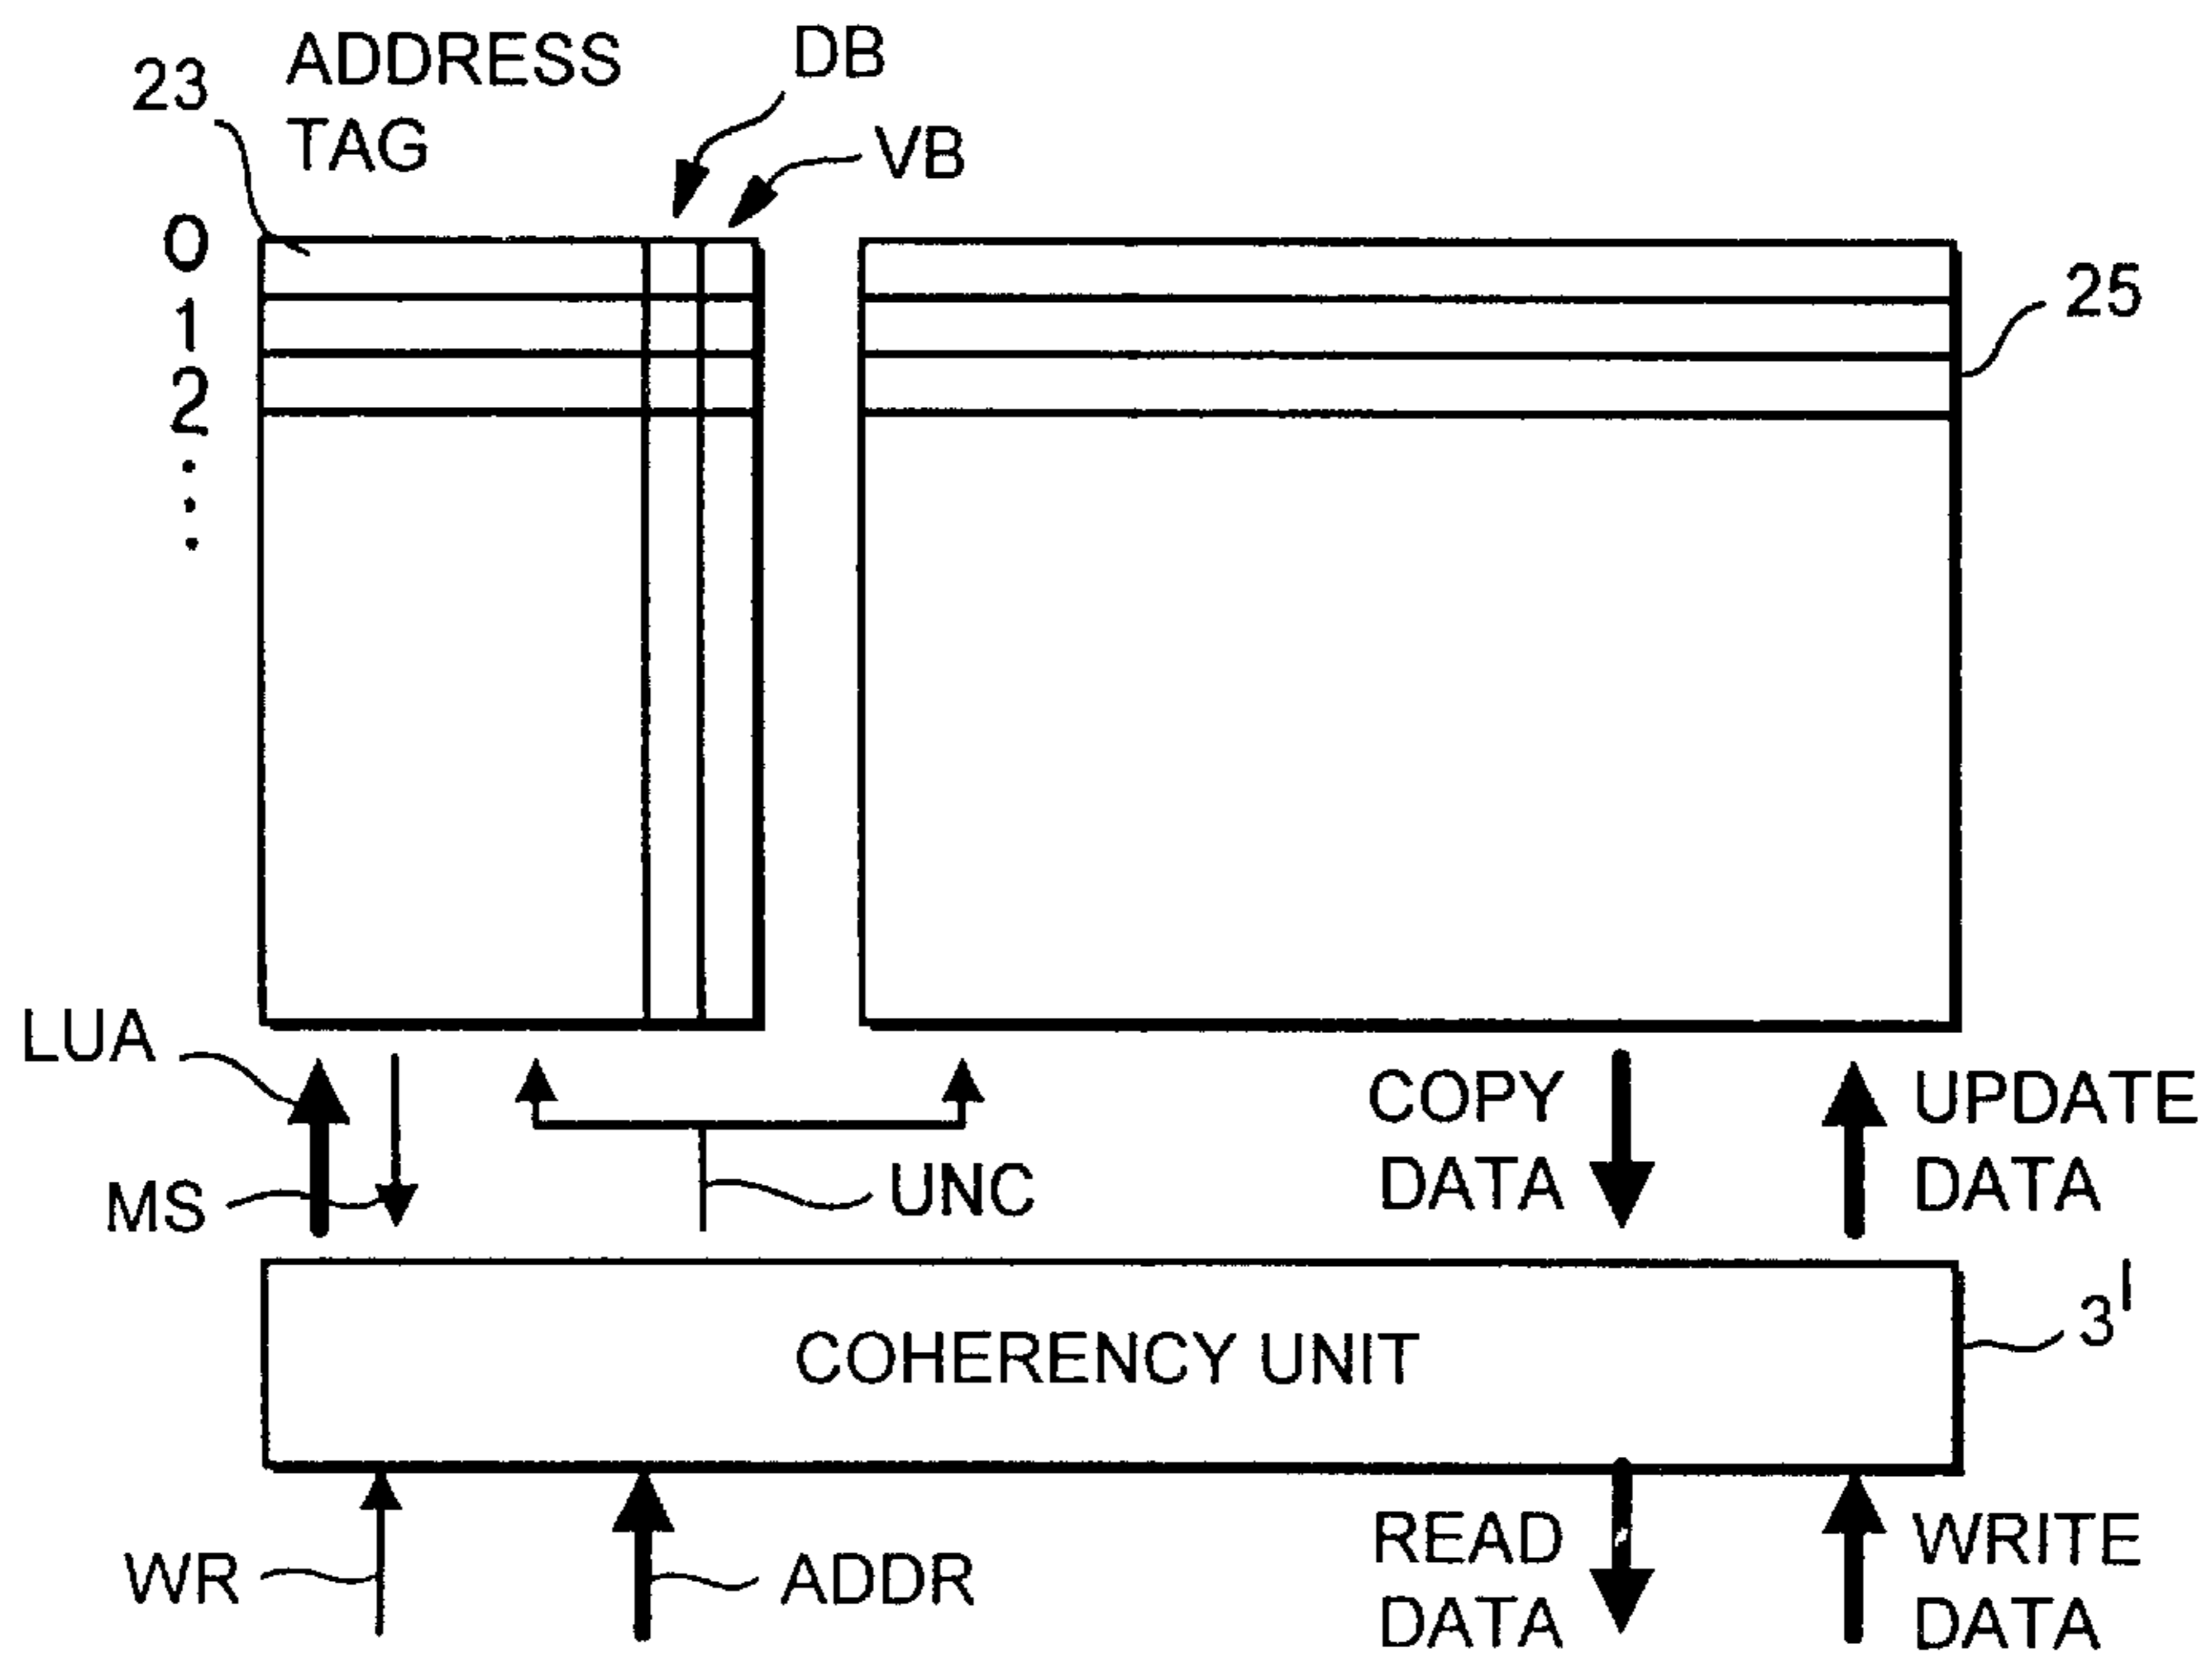 23
ADDRESS
TAG
DB
VB
0
1
2
25
LUA
MS
UNC
COPY
DATA
UPDATE
DATA
3'
COHERENCY UNIT
WR
ADDR
READ
DATA
WRITE
DATA